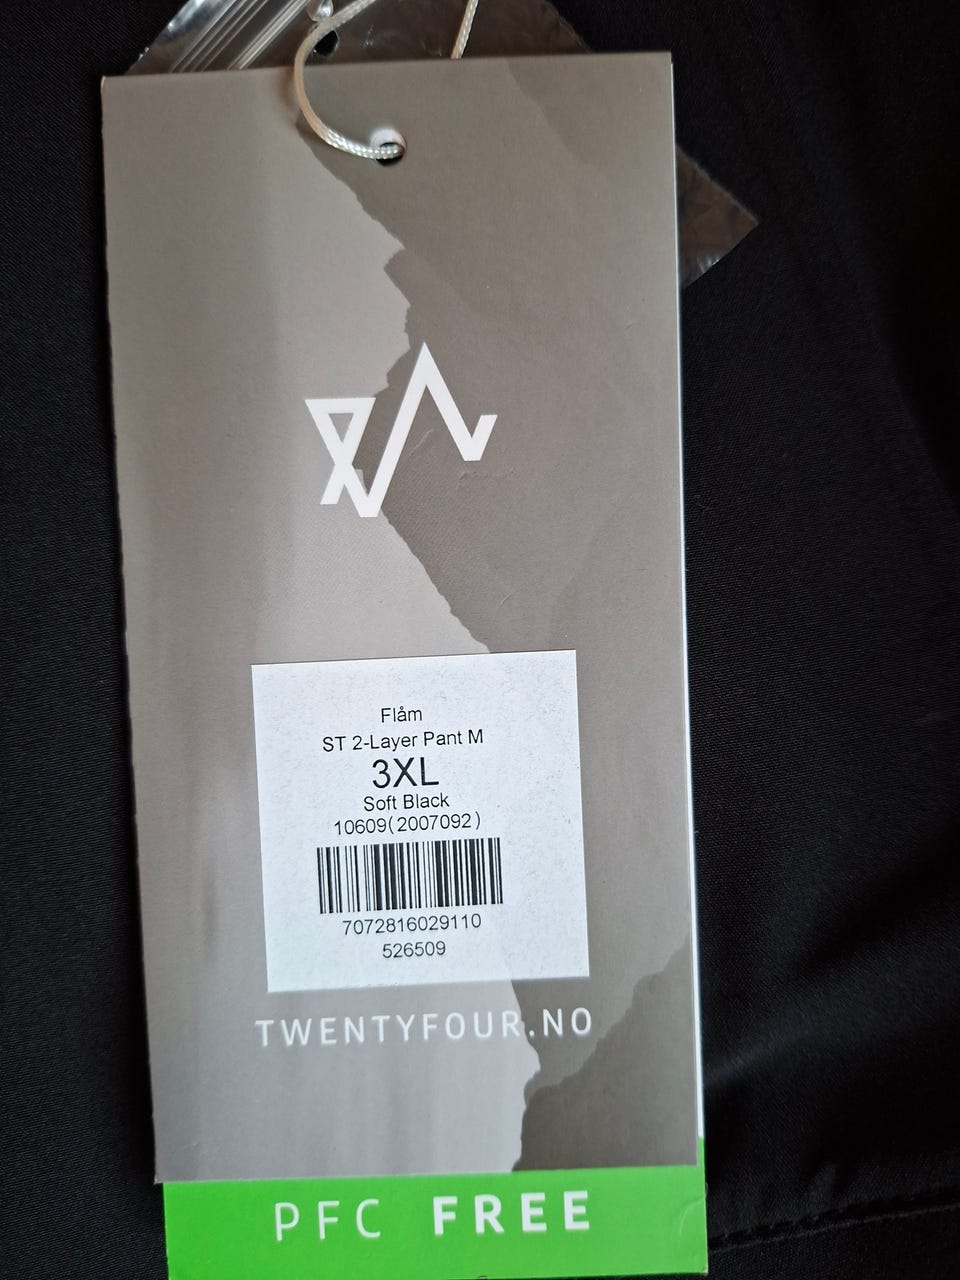 Flåm
ST 2-Layer Pant M
3XL
Soft Black
10609(2007092)
7072816029110
526509
TWENTYFOUR.NO
PFC FREE